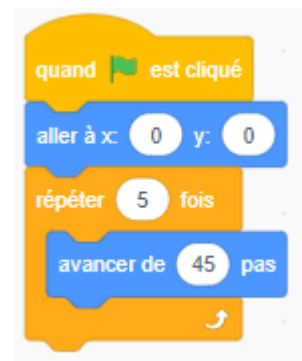 quand est cliqué
aller à x: 0 y: 0
répéter 5 fois
avancer de 45 pas